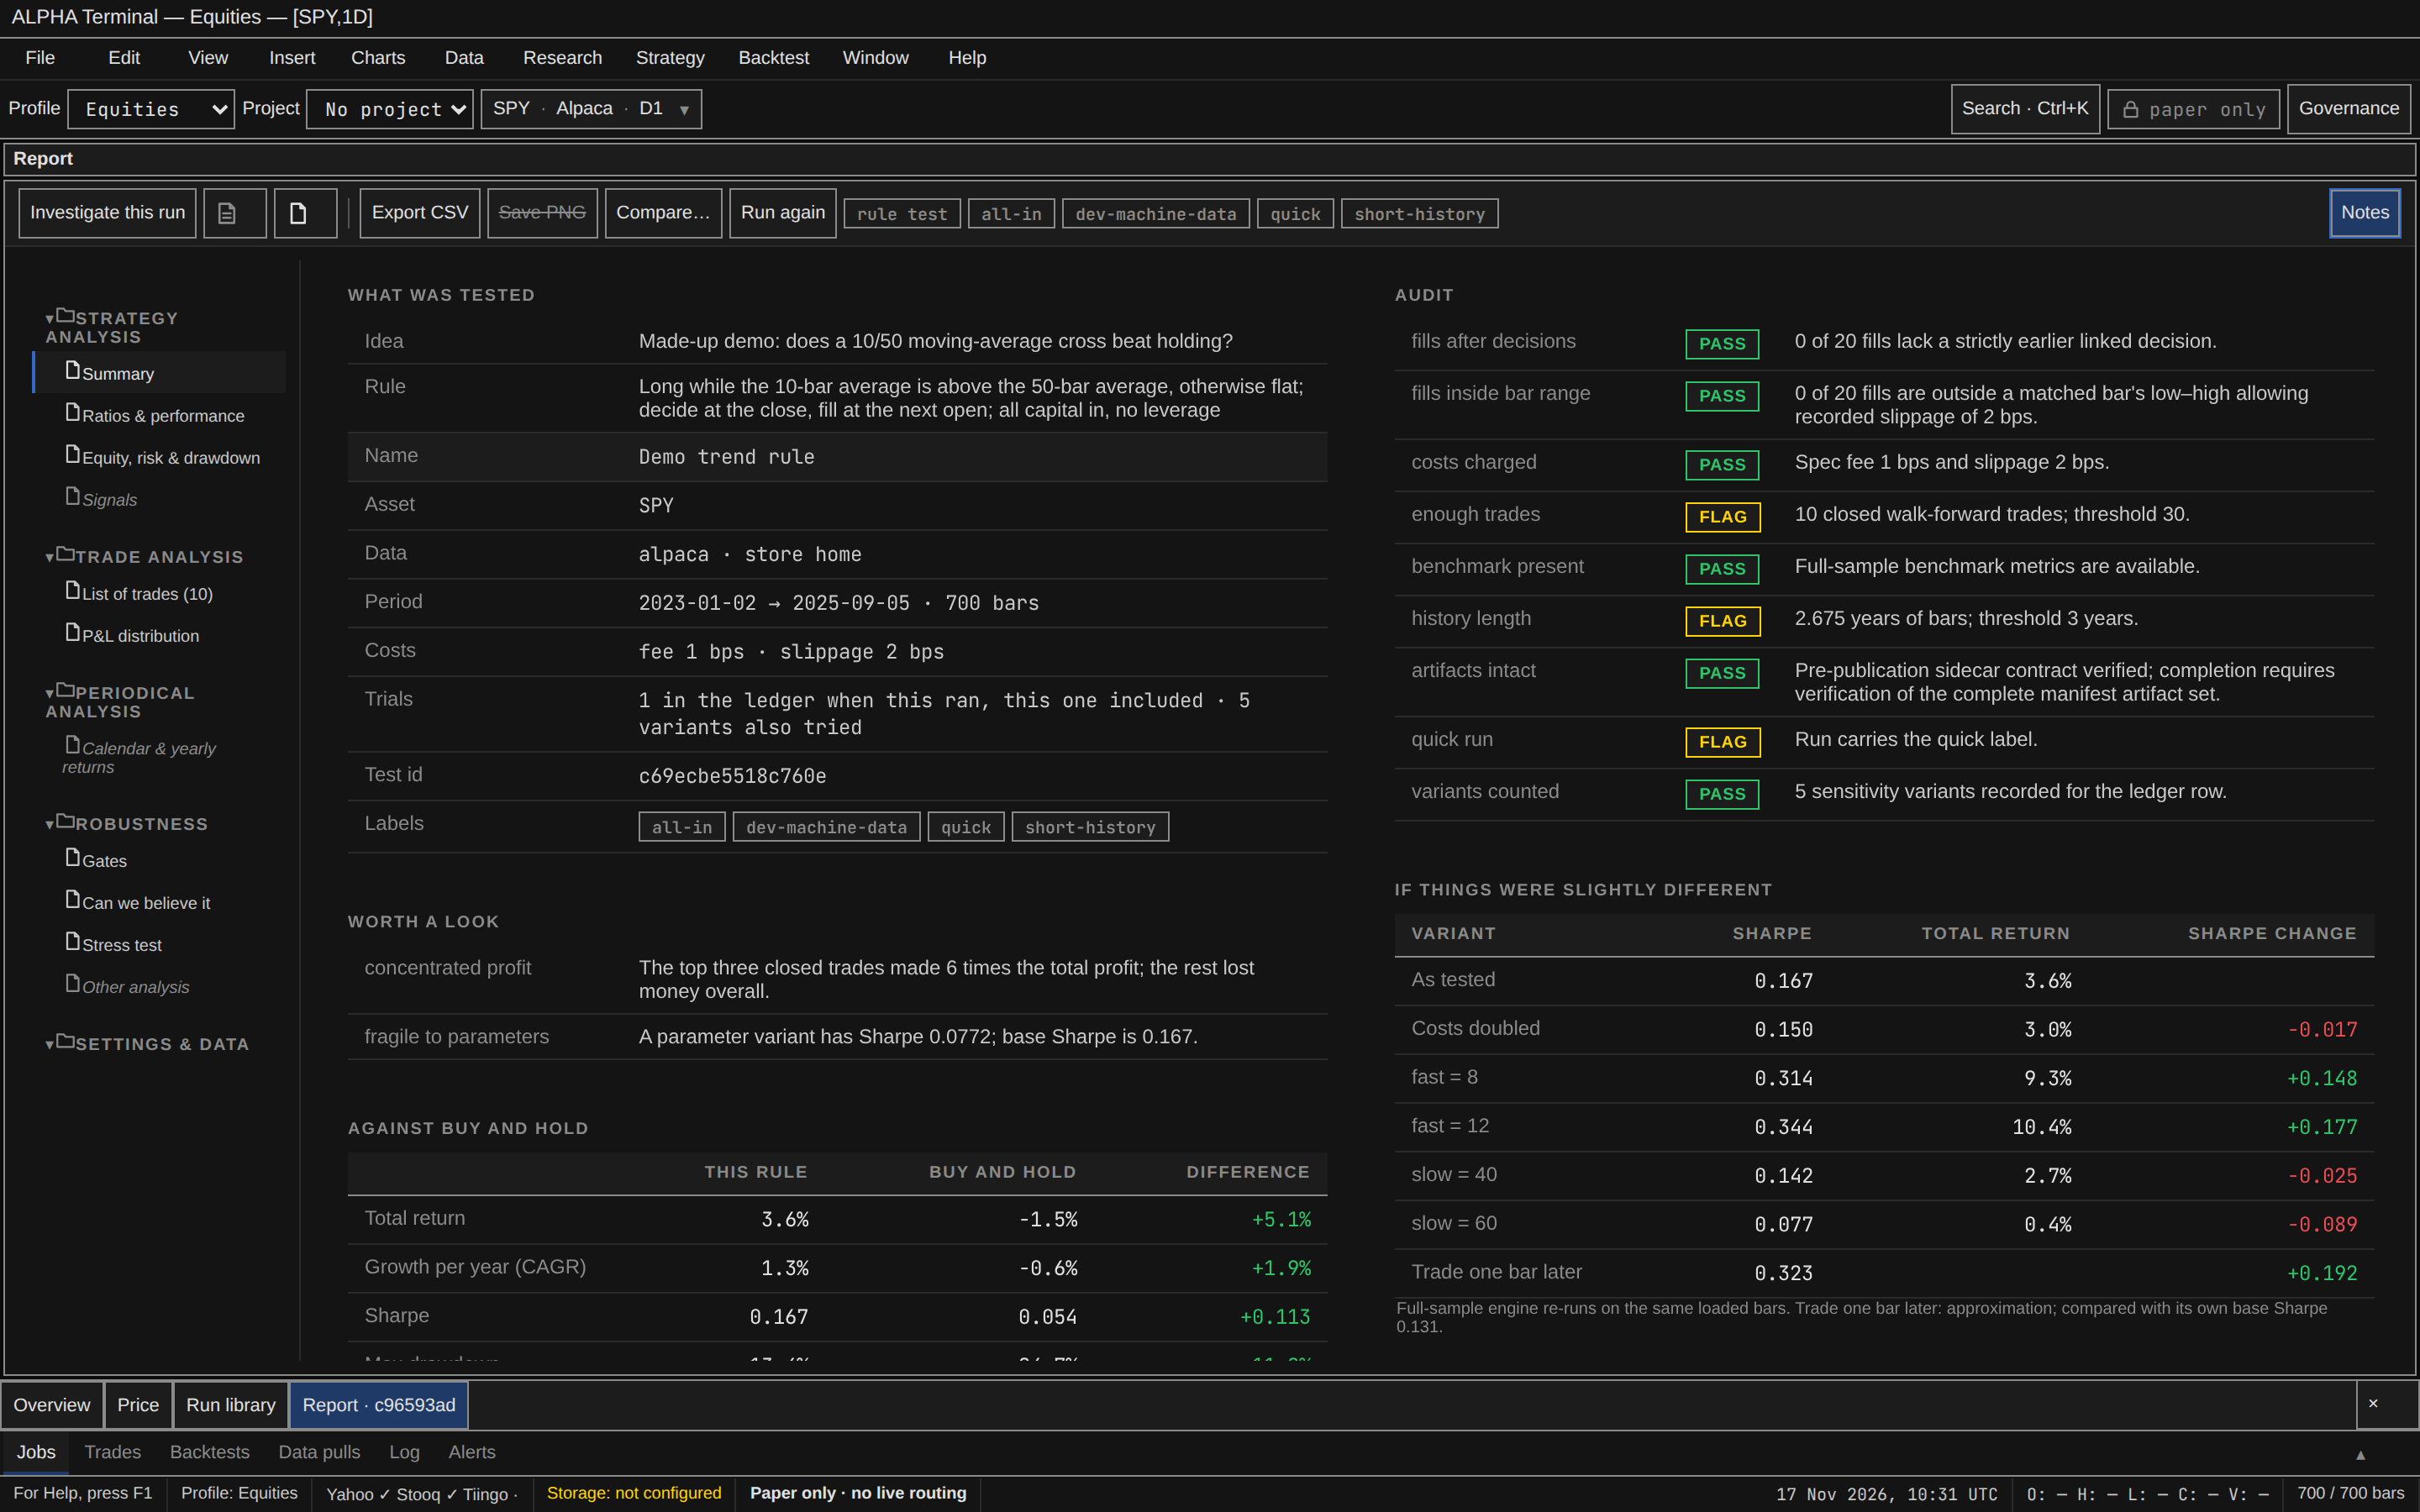 ALPHA Terminal — Equities — [SPY,1D]
File Edit View Insert Charts Data Research Strategy Backtest Window Help
Profile Equities Project No project SPY · Alpaca · D1 ▼ Search · Ctrl+K paper only Governance
Report
Investigate this run Export CSV Save PNG Compare… Run again rule test all-in dev-machine-data quick short-history Notes
▼STRATEGY
ANALYSIS
Summary
Ratios & performance
Equity, risk & drawdown
Signals
▼TRADE ANALYSIS
List of trades (10)
P&L distribution
▼PERIODICAL
ANALYSIS
Calendar & yearly
returns
▼ROBUSTNESS
Gates
Can we believe it
Stress test
Other analysis
▼SETTINGS & DATA
WHAT WAS TESTED
Idea Made-up demo: does a 10/50 moving-average cross beat holding?
Rule Long while the 10-bar average is above the 50-bar average, otherwise flat;
decide at the close, fill at the next open; all capital in, no leverage
Name Demo trend rule
Asset SPY
Data alpaca · store home
Period 2023-01-02 → 2025-09-05 · 700 bars
Costs fee 1 bps · slippage 2 bps
Trials 1 in the ledger when this ran, this one included · 5
variants also tried
Test id c69ecbe5518c760e
Labels all-in dev-machine-data quick short-history
WORTH A LOOK
concentrated profit The top three closed trades made 6 times the total profit; the rest lost
money overall.
fragile to parameters A parameter variant has Sharpe 0.0772; base Sharpe is 0.167.
AGAINST BUY AND HOLD
THIS RULE BUY AND HOLD DIFFERENCE
Total return 3.6% -1.5% +5.1%
Growth per year (CAGR) 1.3% -0.6% +1.9%
Sharpe 0.167 0.054 +0.113
AUDIT
fills after decisions PASS 0 of 20 fills lack a strictly earlier linked decision.
fills inside bar range PASS 0 of 20 fills are outside a matched bar's low–high allowing
recorded slippage of 2 bps.
costs charged PASS Spec fee 1 bps and slippage 2 bps.
enough trades FLAG 10 closed walk-forward trades; threshold 30.
benchmark present PASS Full-sample benchmark metrics are available.
history length FLAG 2.675 years of bars; threshold 3 years.
artifacts intact PASS Pre-publication sidecar contract verified; completion requires
verification of the complete manifest artifact set.
quick run FLAG Run carries the quick label.
variants counted PASS 5 sensitivity variants recorded for the ledger row.
IF THINGS WERE SLIGHTLY DIFFERENT
VARIANT SHARPE TOTAL RETURN SHARPE CHANGE
As tested 0.167 3.6%
Costs doubled 0.150 3.0% -0.017
fast = 8 0.314 9.3% +0.148
fast = 12 0.344 10.4% +0.177
slow = 40 0.142 2.7% -0.025
slow = 60 0.077 0.4% -0.089
Trade one bar later 0.323 +0.192
Full-sample engine re-runs on the same loaded bars. Trade one bar later: approximation; compared with its own base Sharpe
0.131.
Overview Price Run library Report · c96593ad ×
Jobs Trades Backtests Data pulls Log Alerts ▲
For Help, press F1 Profile: Equities Yahoo ✓ Stooq ✓ Tiingo · Storage: not configured Paper only · no live routing 17 Nov 2026, 10:31 UTC O: — H: — L: — C: — V: — 700 / 700 bars